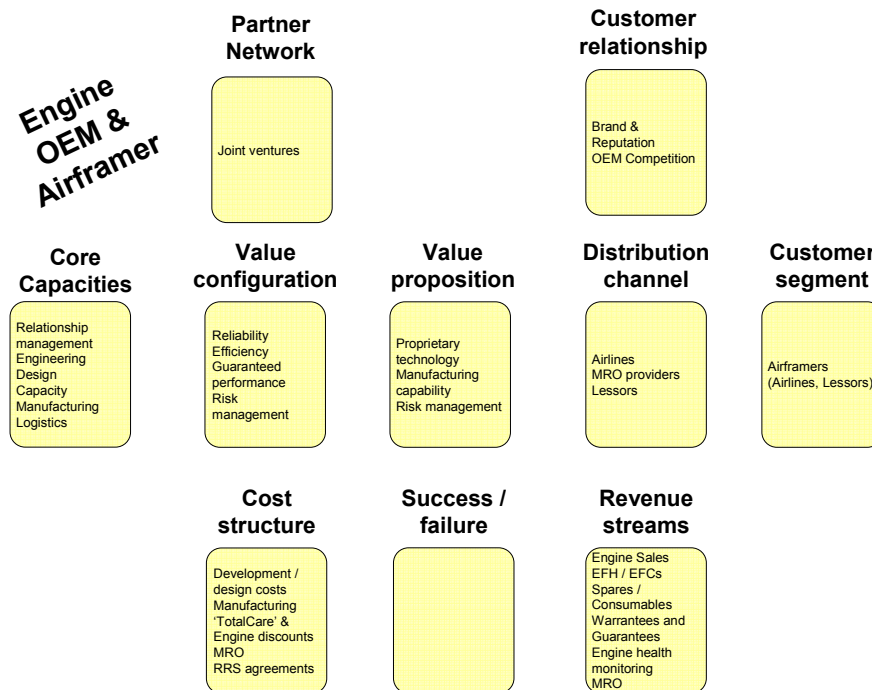 Engine
OEM &
Airframer
Partner
Network
Joint ventures
Customer
relationship
Brand &
Reputation
OEM Competition
Core
Capacities
Relationship
management
Engineering
Design
Capacity
Manufacturing
Logistics
Value
configuration
Reliability
Efficiency
Guaranteed
performance
Risk
management
Value
proposition
Proprietary
technology
Manufacturing
capability
Risk management
Distribution
channel
Airlines
MRO providers
Lessors
Customer
segment
Airframers
(Airlines, Lessors)
Cost
structure
Development /
design costs
Manufacturing
‘TotalCare’ &
Engine discounts
MRO
RRS agreements
Success /
failure
Revenue
streams
Engine Sales
EFH / EFCs
Spares /
Consumables
Warrantees and
Guarantees
Engine health
monitoring
MRO